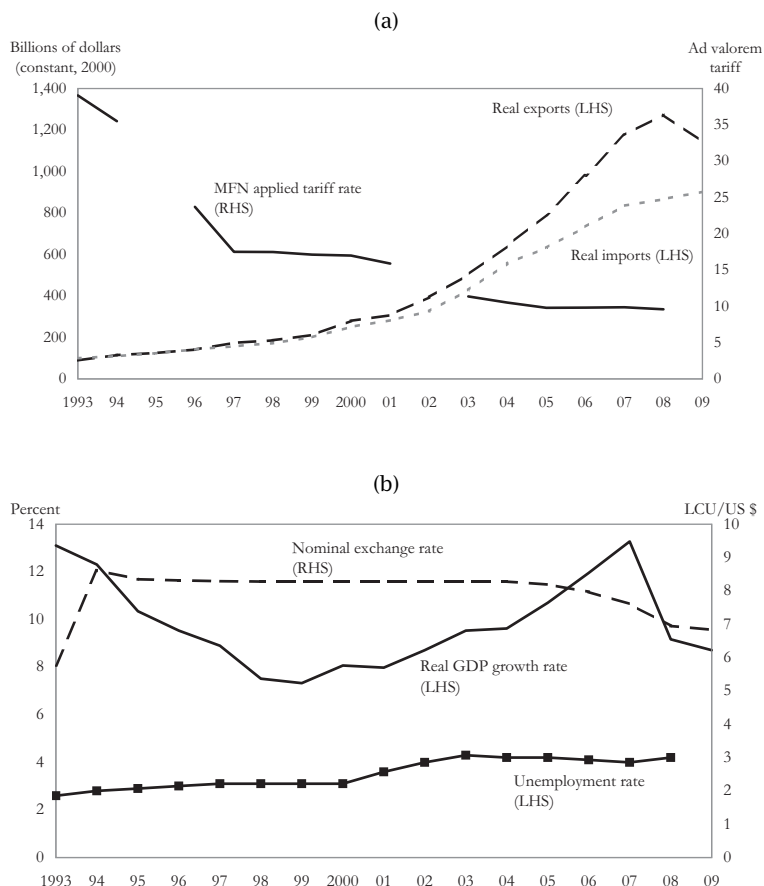 (a)
Billions of dollars
(constant, 2000)
Ad valorem
tariff
1,400
1,200
1,000
800
600
400
200
0
40
35
30
25
20
15
10
5
0
Real exports (LHS)
MFN applied tariff rate
(RHS)
Real imports (LHS)
1993 94 95 96 97 98 99 2000 01 02 03 04 05 06 07 08 09
(b)
Percent
LCU/US $
14
12
10
8
6
4
2
0
10
9
8
7
6
5
4
3
2
1
0
Nominal exchange rate
(RHS)
Real GDP growth rate
(LHS)
Unemployment rate
(LHS)
1993 94 95 96 97 98 99 2000 01 02 03 04 05 06 07 08 09